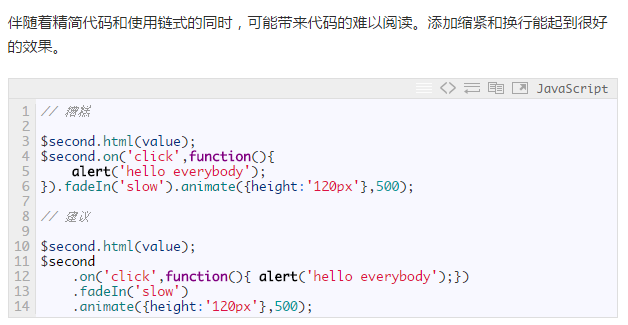 伴随着精简代码和使用链式的同时，可能带来代码的难以阅读。添加缩紧和换行能起到很好
的效果。
JavaScript
1 // 糟糕
2
3 $second.html(value);
4 $second.on('click',function(){
5     alert('hello everybody');
6 }).fadeIn('slow').animate({height:'120px'},500);
7
8 // 建议
9
10 $second.html(value);
11 $second
12     .on('click',function(){ alert('hello everybody');})
13     .fadeIn('slow')
14     .animate({height:'120px'},500);